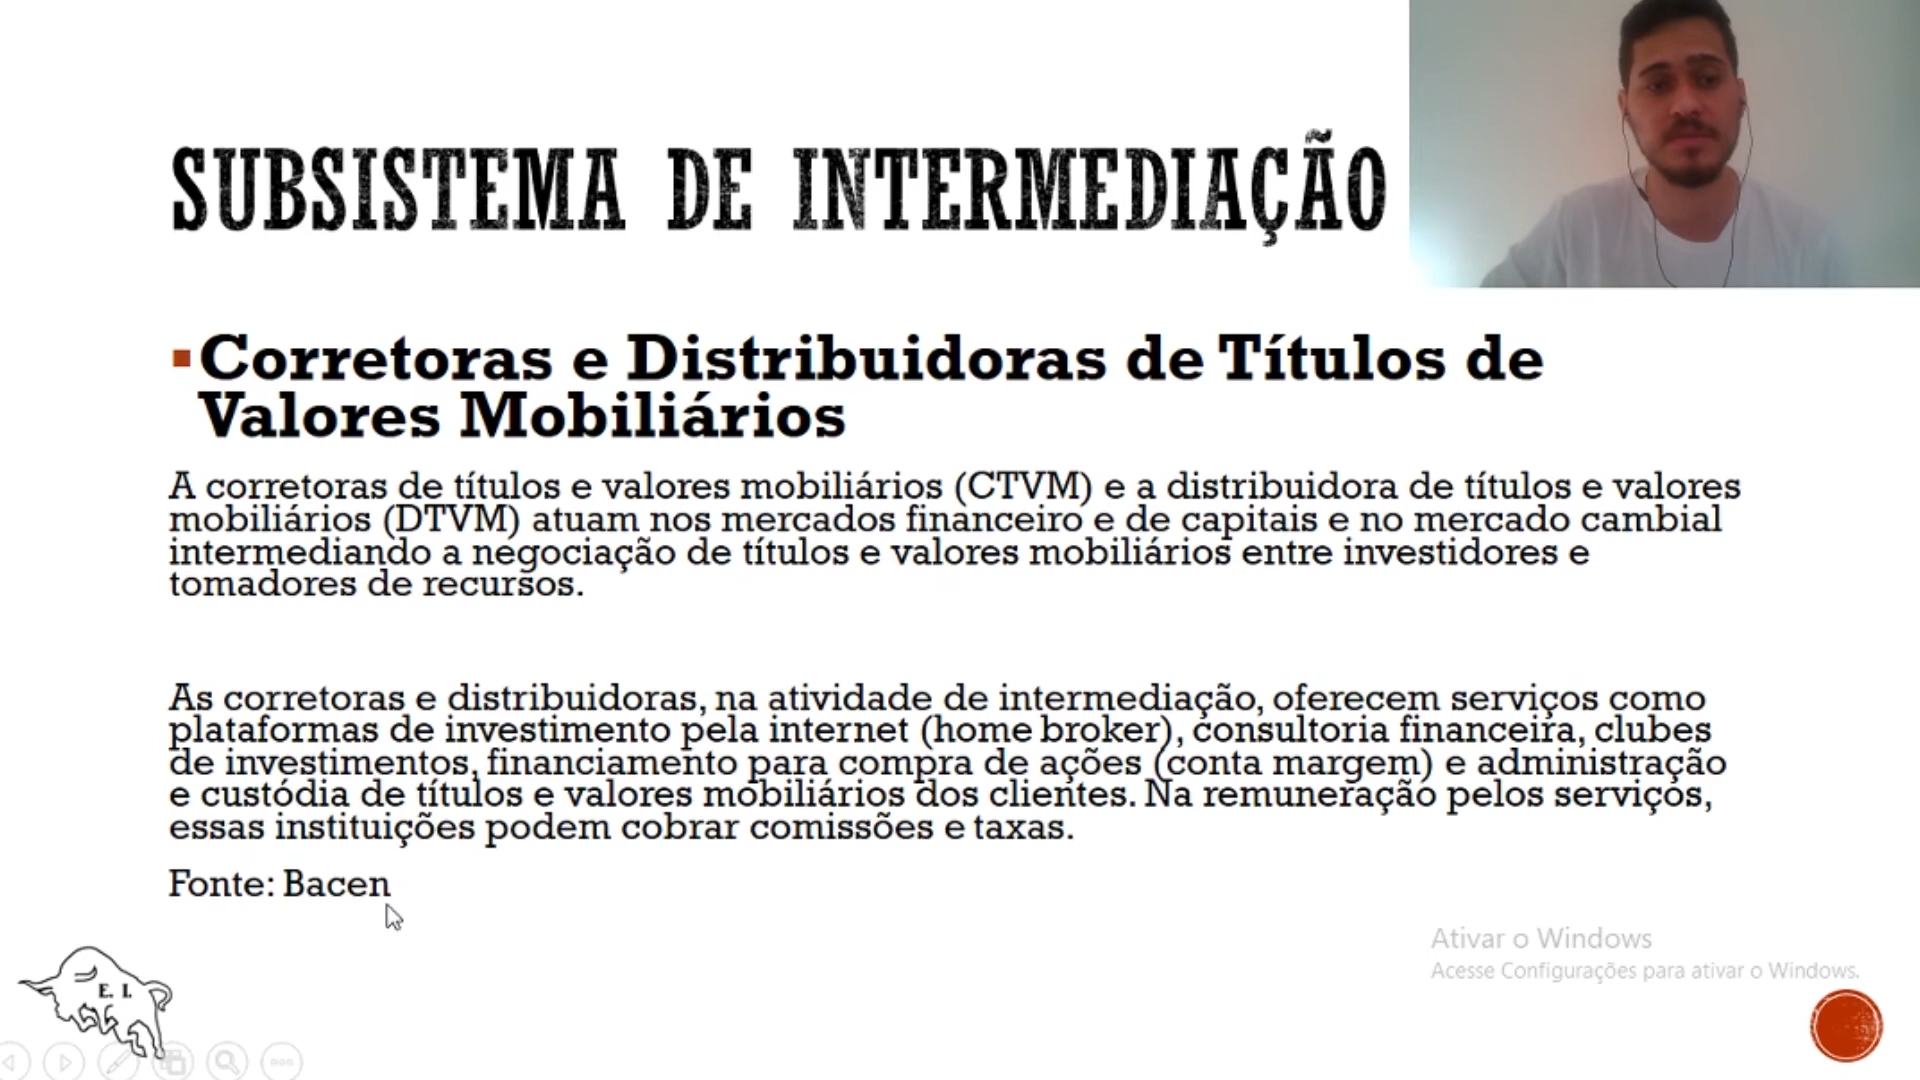 SUBSISTEMA DE INTERMEDIAÇÃO
Corretoras e Distribuidoras de Títulos de
Valores Mobiliários
A corretoras de títulos e valores mobiliários (CTVM) e a distribuidora de títulos e valores
mobiliários (DTVM) atuam nos mercados financeiro e de capitais e no mercado cambial
intermediando a negociação de títulos e valores mobiliários entre investidores e
tomadores de recursos.
As corretoras e distribuidoras, na atividade de intermediação, oferecem serviços como
plataformas de investimento pela internet (home broker), consultoria financeira, clubes
de investimentos, financiamento para compra de ações (conta margem) e administração
e custódia de títulos e valores mobiliários dos clientes. Na remuneração pelos serviços,
essas instituições podem cobrar comissões e taxas.
Fonte: Bacen
Ativar o Windows
Acesse Configurações para ativar o Windows.
E. I.